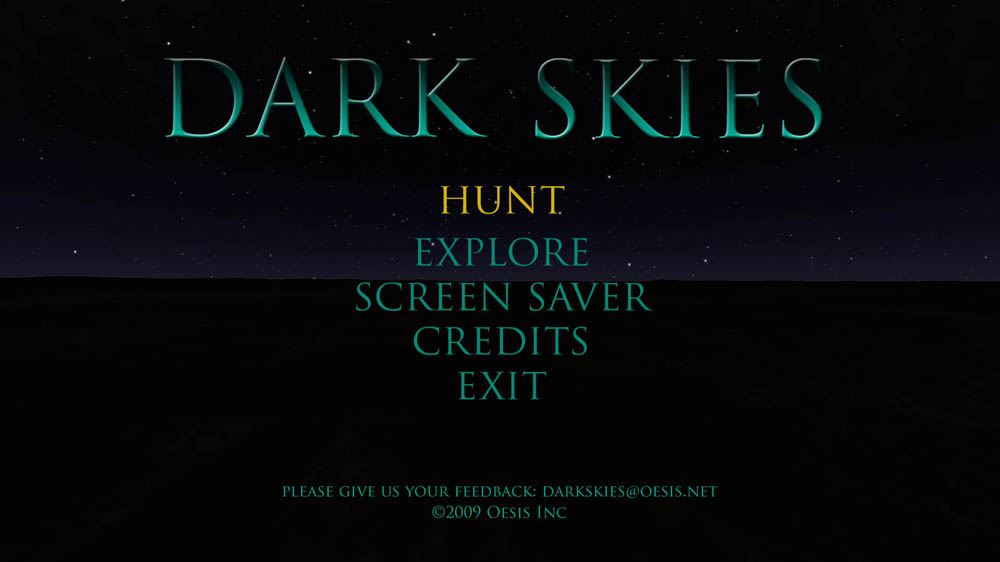 DARK SKIES
HUNT
EXPLORE
SCREEN SAVER
CREDITS
EXIT
PLEASE GIVE US YOUR FEEDBACK: DARKSKIES@OESIS.NET
©2009 OESIS INC